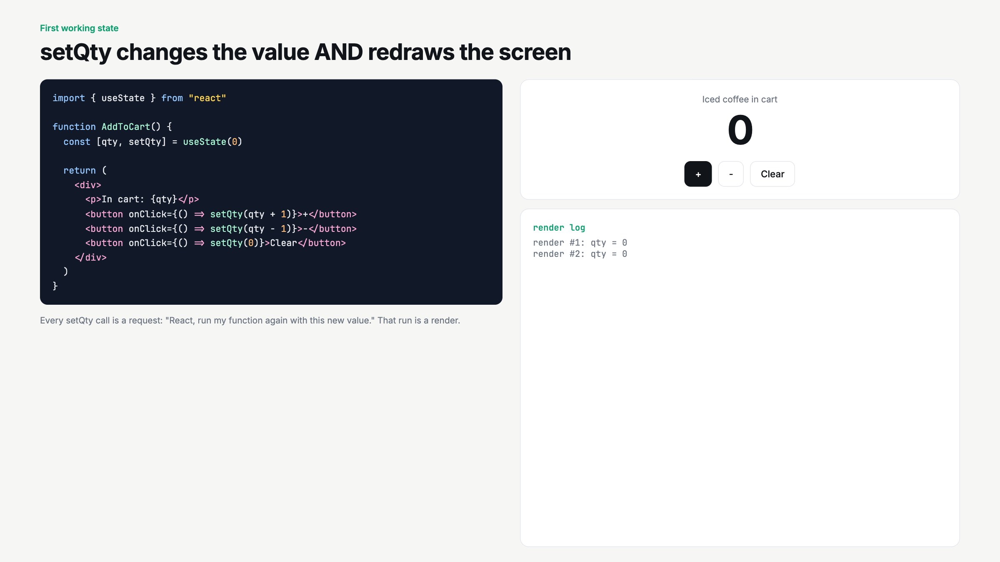 First working state
setQty changes the value AND redraws the screen
import { useState } from "react"
function AddToCart() {
  const [qty, setQty] = useState(0)
  return (
    <div>
      <p>In cart: {qty}</p>
      <button onClick={() => setQty(qty + 1)}>+</button>
      <button onClick={() => setQty(qty - 1)}>-</button>
      <button onClick={() => setQty(0)}>Clear</button>
    </div>
  )
}
Every setQty call is a request: "React, run my function again with this new value." That run is a render.
Iced coffee in cart
0
+ - Clear
render log
render #1: qty = 0
render #2: qty = 0